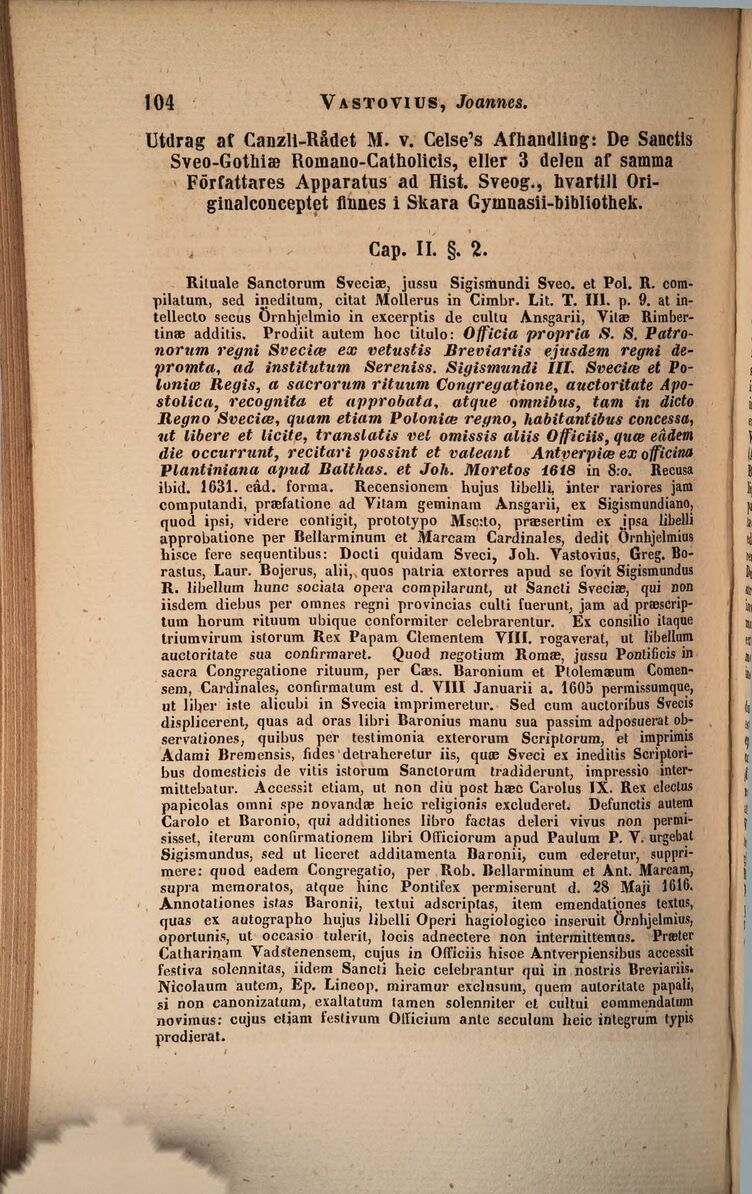 104 VASTOVIUS, Joannes.
Utdrag af Canzli-Rådet M. v. Celse's Afhandling: De Sanctis
Sveo-Gothiæ Romano-Catholicis, eller 3 delen af samma
Författares Apparatus ad Hist. Sveog., hvartill Ori-
ginalconceptet finnes i Skara Gymnasii-bibliothek.
Cap. II. §. 2.
Rituale Sanctorum Sveciæ, jussu Sigismundi Sveo. et Pol. R. com-
pilatum, sed ineditum, citat Mollerus in Cimbr. Lit. T. III. p. 9. at in-
tellecto secus Örnhjelmio in excerptis de cultu Ansgarii, Vitæ Rimber-
tinæ additis. Prodiit autem hoc titulo: Officia propria S. S. Patro-
norum regni Sveciæ ex vetustis Breviariis ejusdem regni de-
promta, ad institutum Sereniss. Sigismundi III. Sveciæ et Po-
loniæ Regis, a sacrorum rituum Congregatione, auctoritate Apo-
stolica, recognita et approbata, atque omnibus, tam in dicto
Regno Sveciæ, quam etiam Poloniæ regno, habitantibus concessa,
ut libere et licite, translatis vel omissis aliis Officiis, quæ eâdem
die occurrunt, recitari possint et valeant Antverpiæ ex officina
Plantiniana apud Balthas. et Joh. Moretos 1618 in 8:o. Recusa
ibid. 1631. eâd. forma. Recensionem hujus libelli, inter rariores jam
computandi, præfatione ad Vitam geminam Ansgarii, ex Sigismundiano,
quod ipsi, videre contigit, prototypo Msc:to, præsertim ex ipsa libelli
approbatione per Bellarminum et Marcam Cardinales, dedit Örnhjelmius
hisce fere sequentibus: Docti quidam Sveci, Joh. Vastovius, Greg. Bo-
rastus, Laur. Bojerus, alii, quos patria extorres apud se fovit Sigismundus
R. libellum hunc sociata opera compilarunt, ut Sancti Sveciæ, qui non
iisdem diebus per omnes regni provincias culti fuerunt, jam ad præscrip-
tum horum rituum ubique conformiter celebrarentur. Ex consilio itaque
triumvirum istorum Rex Papam Clementem VIII. rogaverat, ut libellum
auctoritate sua confirmaret. Quod negotium Romæ, jussu Pontificis in
sacra Congregatione rituum, per Cæs. Baronium et Ptolemæum Comen-
sem, Cardinales, confirmatum est d. VIII Januarii a. 1605 permissumque,
ut liber iste alicubi in Svecia imprimeretur. Sed cum auctoribus Svecis
displicerent, quas ad oras libri Baronius manu sua passim adposuerat ob-
servationes, quibus per testimonia exterorum Scriptorum, et imprimis
Adami Bremensis, fides detraheretur iis, quæ Sveci ex ineditis Scriptori-
bus domesticis de vitis istorum Sanctorum tradiderunt, impressio inter-
mittebatur. Accessit etiam, ut non diu post hæc Carolus IX. Rex electus
papicolas omni spe novandæ heic religionis excluderet. Defunctis autem
Carolo et Baronio, qui additiones libro factas deleri vivus non permi-
sisset, iterum confirmationem libri Officiorum apud Paulum P. V. urgebat
Sigismundus, sed ut liceret additamenta Baronii, cum ederetur, suppri-
mere: quod eadem Congregatio, per Rob. Bellarminum et Ant. Marcam,
supra memoratos, atque hinc Pontifex permiserunt d. 28 Maji 1616.
Annotationes istas Baronii, textui adscriptas, item emendationes textus,
quas ex autographo hujus libelli Operi hagiologico inseruit Örnhjelmius,
oportunis, ut occasio tulerit, locis adnectere non intermittemus. Præter
Catharinam Vadstenensem, cujus in Officiis hisce Antverpiensibus accessit
festiva solennitas, iidem Sancti heic celebrantur qui in nostris Breviariis.
Nicolaum autem, Ep. Lincop. miramur exclusum, quem autoritate papali,
si non canonizatum, exaltatum tamen solenniter et cultui commendatum
novimus: cujus etiam festivum Officium ante seculum heic integrum typis
prodierat.